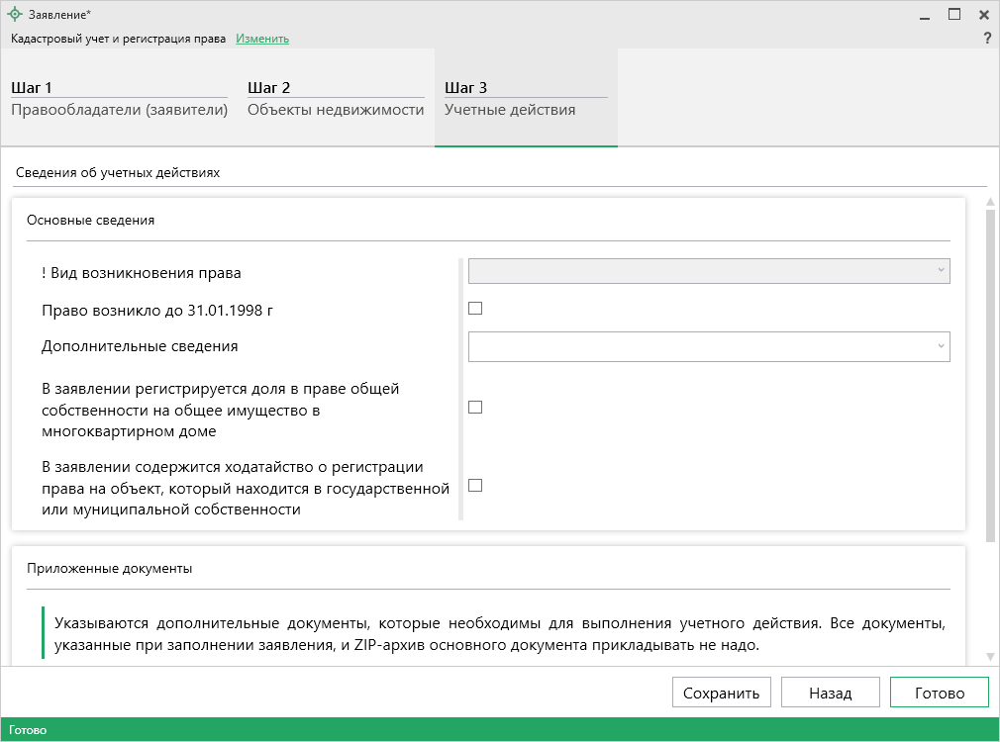 Заявление*
Кадастровый учет и регистрация права Изменить
?
Шаг 1
Правообладатели (заявители)
Шаг 2
Объекты недвижимости
Шаг 3
Учетные действия
Сведения об учетных действиях
Основные сведения
! Вид возникновения права
Право возникло до 31.01.1998 г
Дополнительные сведения
В заявлении регистрируется доля в праве общей
собственности на общее имущество в
многоквартирном доме
В заявлении содержится ходатайство о регистрации
права на объект, который находится в государственной
или муниципальной собственности
Приложенные документы
Указываются дополнительные документы, которые необходимы для выполнения учетного действия. Все документы,
указанные при заполнении заявления, и ZIP-архив основного документа прикладывать не надо.
Сохранить
Назад
Готово
Готово